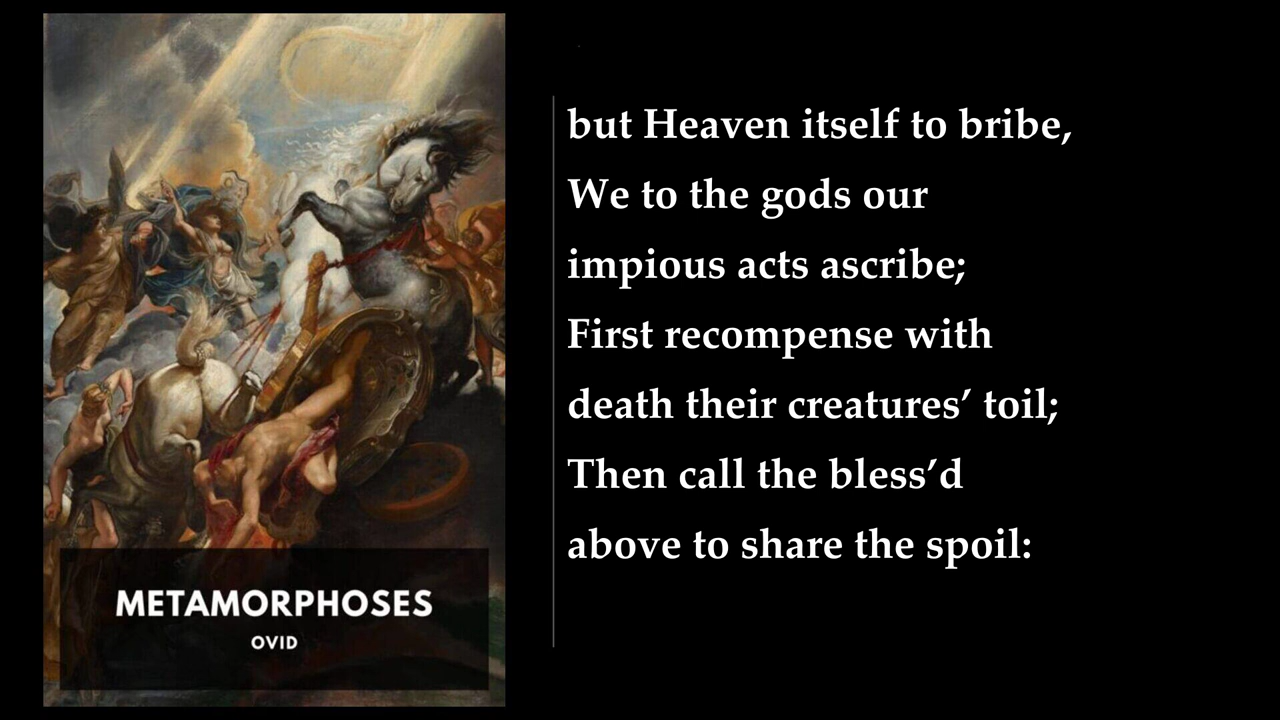 METAMORPHOSES
OVID
but Heaven itself to bribe,
We to the gods our
impious acts ascribe;
First recompense with
death their creatures’ toil;
Then call the bless’d
above to share the spoil: